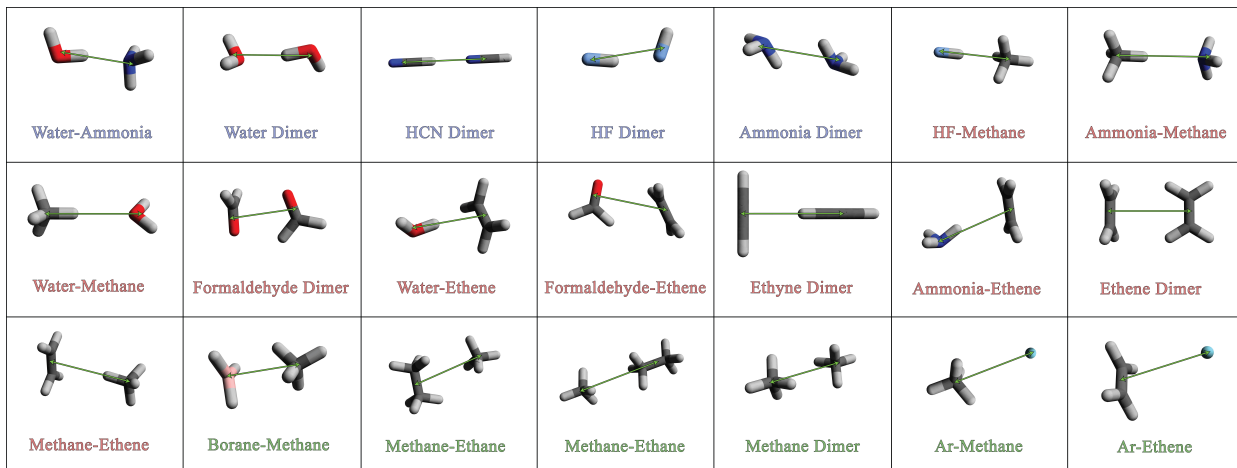 Water-Ammonia
Water Dimer
HCN Dimer
HF Dimer
Ammonia Dimer
HF-Methane
Ammonia-Methane
Water-Methane
Formaldehyde Dimer
Water-Ethene
Formaldehyde-Ethene
Ethyne Dimer
Ammonia-Ethene
Ethene Dimer
Methane-Ethene
Borane-Methane
Methane-Ethane
Methane-Ethane
Methane Dimer
Ar-Methane
Ar-Ethene